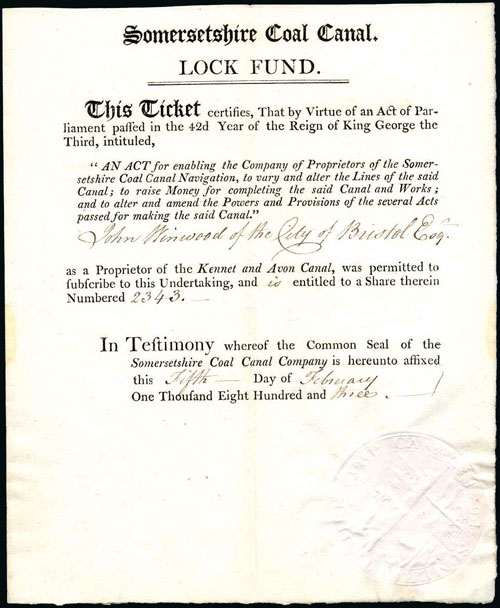 Somersetshire Coal Canal.
LOCK FUND.
This Ticket certifies, That by Virtue of an Act of Par-
liament paſſed in the 42d Year of the Reign of King George the
Third, intituled,
“ AN ACT for enabling the Company of Proprietors of the Somer-
setshire Coal Canal Navigation, to vary and alter the Lines of the said
Canal; to raise Money for completing the said Canal and Works;
and to alter and amend the Powers and Provisions of the several Acts
passed for making the said Canal.”
John Winwood of the City of Bristol Esqr.
as a Proprietor of the Kennet and Avon Canal, was permitted to
ſubſcribe to this Undertaking, and is entitled to a Share therein
Numbered 2343.
In Teſtimony whereof the Common Seal of the
Somersetshire Coal Canal Company is hereunto affixed
this Fifth Day of February
One Thouſand Eight Hundred and three.